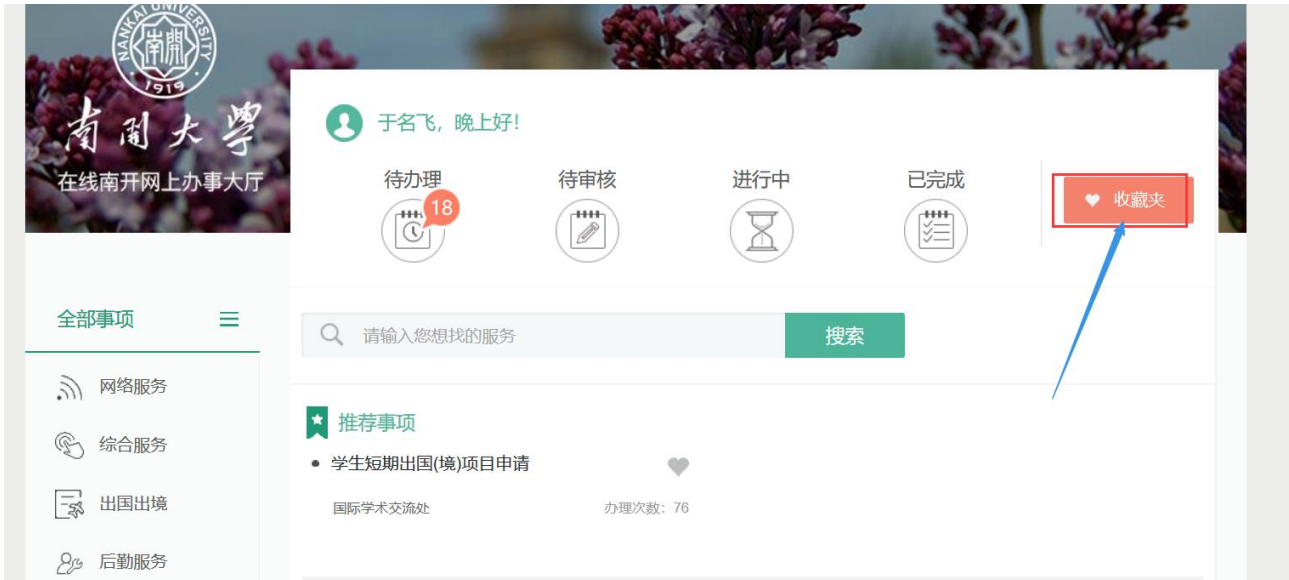 NANKAI UNIVERSITY
南開
1919
南開大學
在线南开网上办事大厅
于名飞，晚上好！
待办理
待审核
进行中
已完成
18
收藏夹
全部事项
请输入您想找的服务
搜索
网络服务
综合服务
出国出境
后勤服务
推荐事项
学生短期出国(境)项目申请
国际学术交流处
办理次数：76